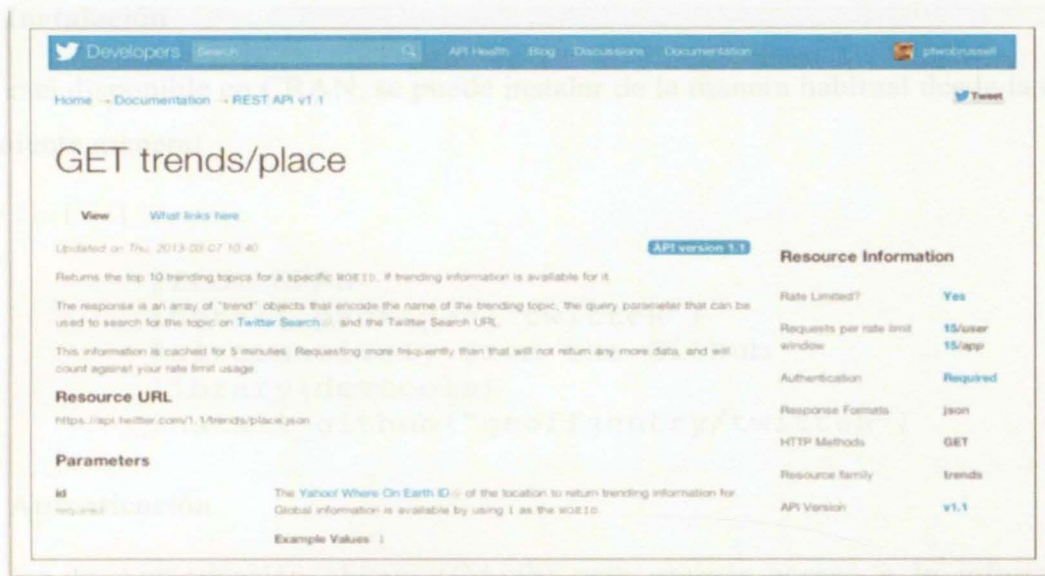 Developers Search API Health Blog Discussions Documentation ptwobrussell
Home → Documentation → REST API v1.1 Tweet
GET trends/place
View What links here
Updated on Thu, 2013-03-07 10:40 API version 1.1
Returns the top 10 trending topics for a specific WOEID, if trending information is available for it.
The response is an array of "trend" objects that encode the name of the trending topic, the query parameter that can be
used to search for the topic on Twitter Search, and the Twitter Search URL.
This information is cached for 5 minutes. Requesting more frequently than that will not return any more data, and will
count against your rate limit usage.
Resource URL
https://api.twitter.com/1.1/trends/place.json
Parameters
id
required
The Yahoo! Where On Earth ID of the location to return trending information for.
Global information is available by using 1 as the WOEID.
Example Values: 1
Resource Information
Rate Limited? Yes
Requests per rate limit
window
15/user
15/app
Authentication Required
Response Formats json
HTTP Methods GET
Resource family trends
API Version v1.1